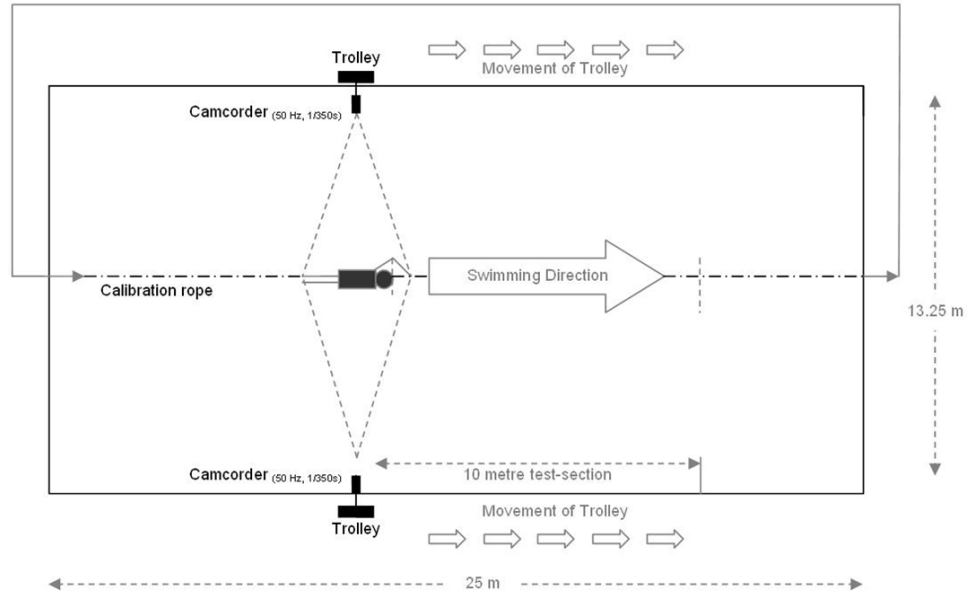 Trolley
Movement of Trolley
Camcorder (50 Hz, 1/350s)
Swimming Direction
Calibration rope
13.25 m
Camcorder (50 Hz, 1/350s)
10 metre test-section
Movement of Trolley
Trolley
25 m